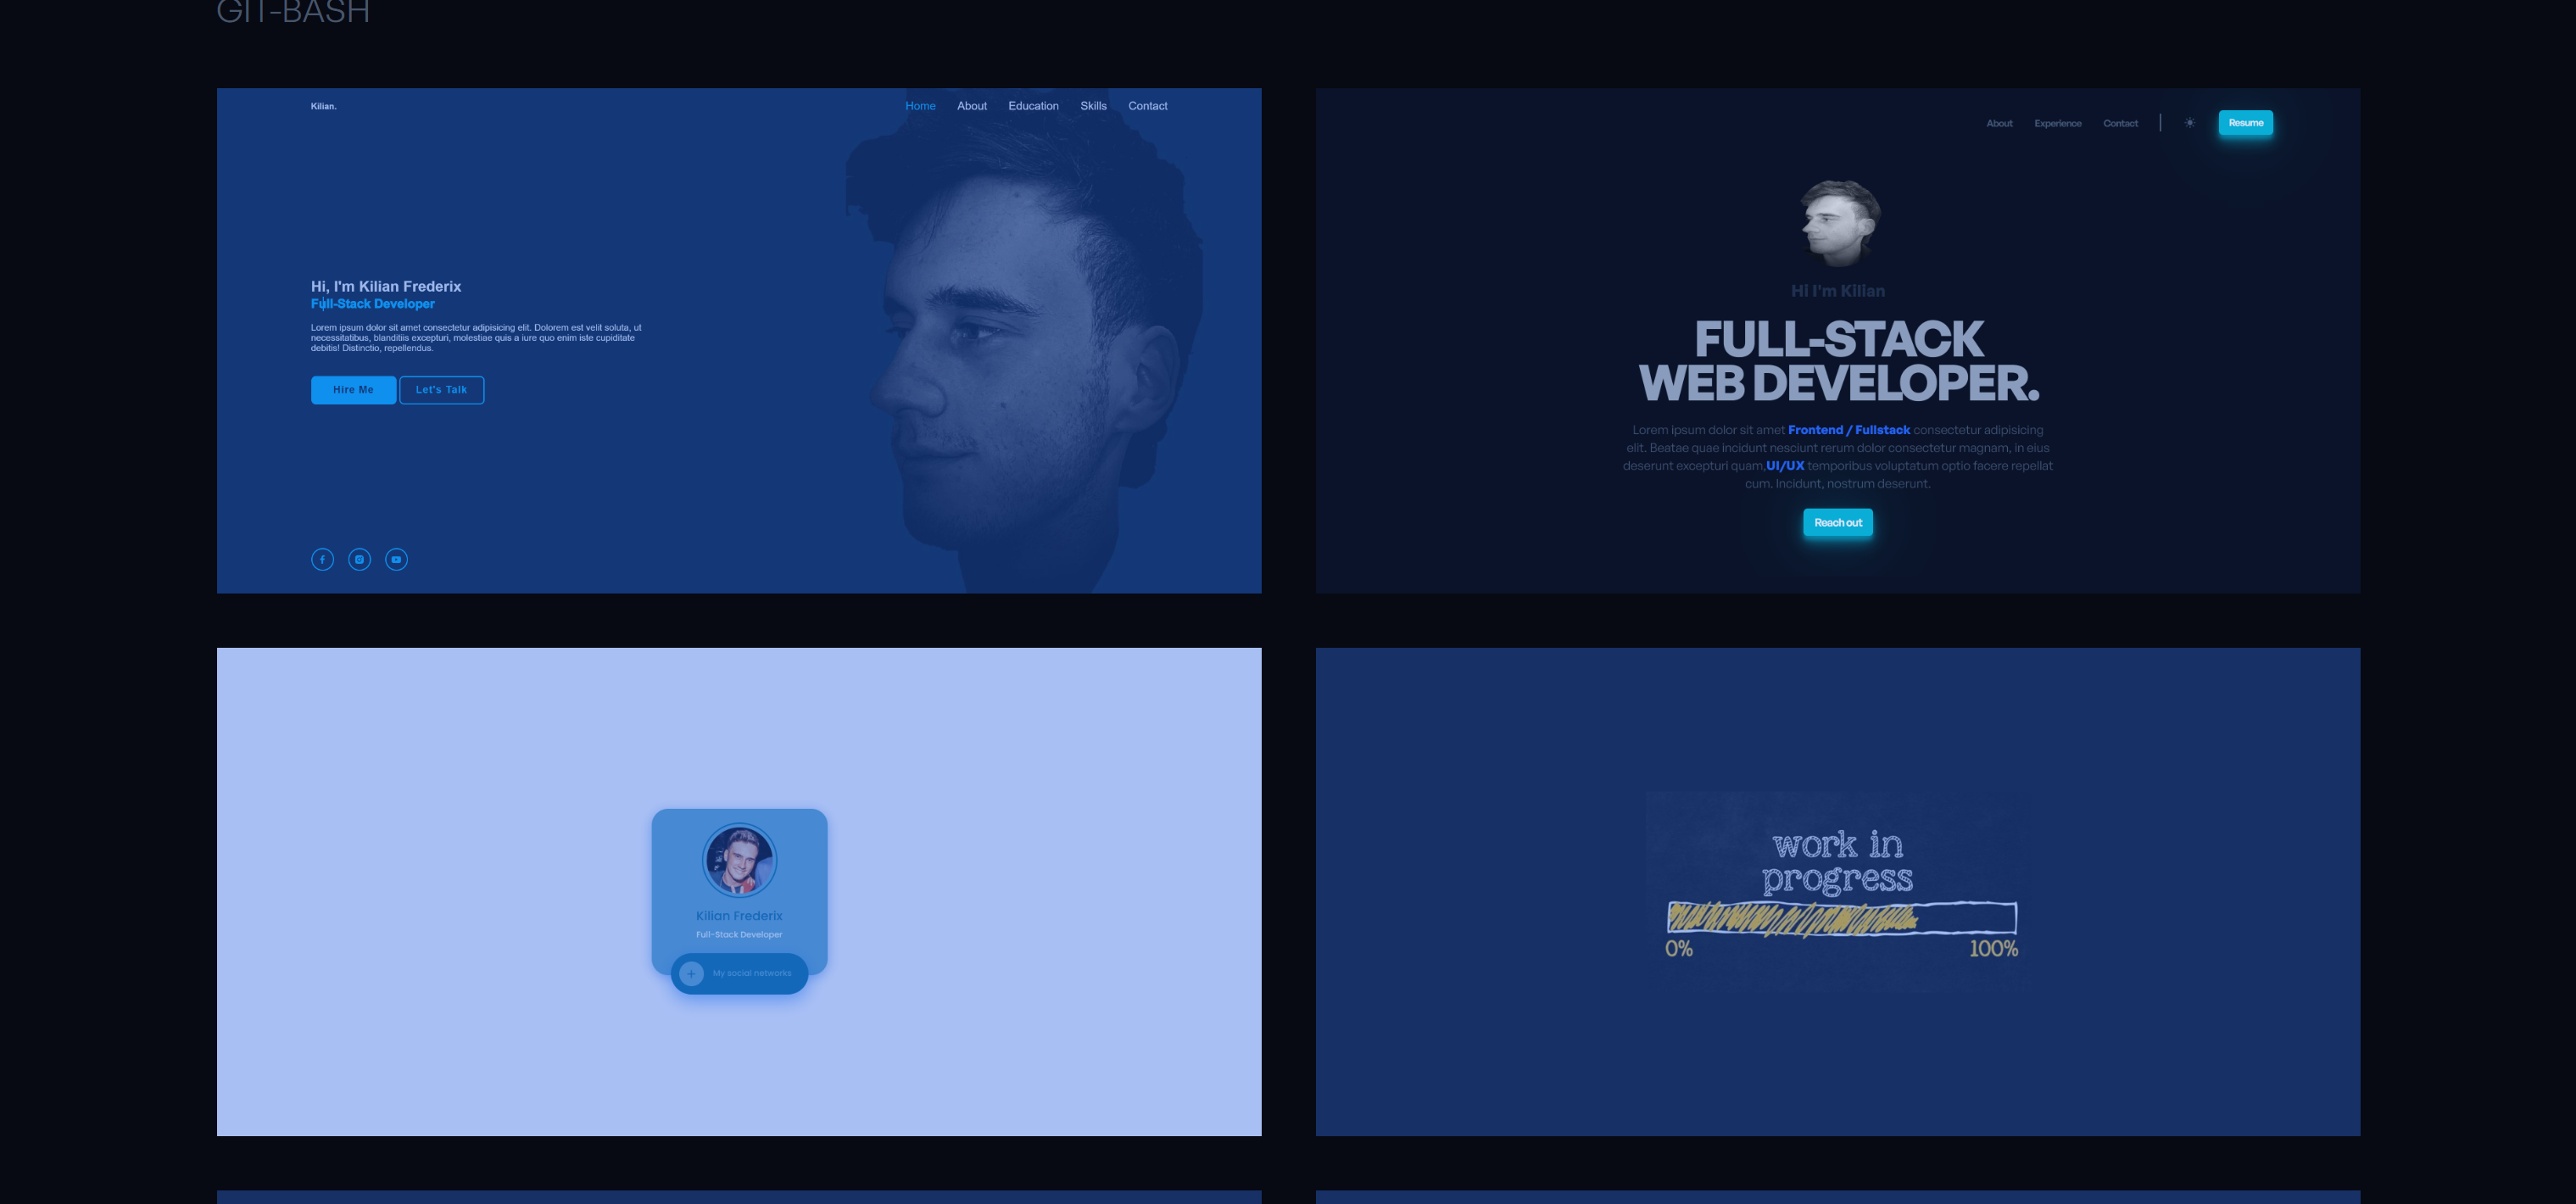 GIT-BASH
Kilian.
Home About Education Skills Contact
Hi, I'm Kilian Frederix
Full-Stack Developer
Lorem ipsum dolor sit amet consectetur adipisicing elit. Dolorem est velit soluta, ut
necessitatibus, blanditiis excepturi, molestiae quis a iure quo enim iste cupiditate
debitis! Distinctio, repellendus.
Hire Me Let's Talk
About Experience Contact Resume
Hi I'm Kilian
FULL-STACK
WEB DEVELOPER.
Lorem ipsum dolor sit amet Frontend / Fullstack consectetur adipisicing
elit. Beatae quae incidunt nesciunt rerum dolor consectetur magnam, in eius
deserunt excepturi quam,UI/UX temporibus voluptatum optio facere repellat
cum. Incidunt, nostrum deserunt.
Reach out
Kilian Frederix
Full-Stack Developer
My social networks
work in
progress
0% 100%